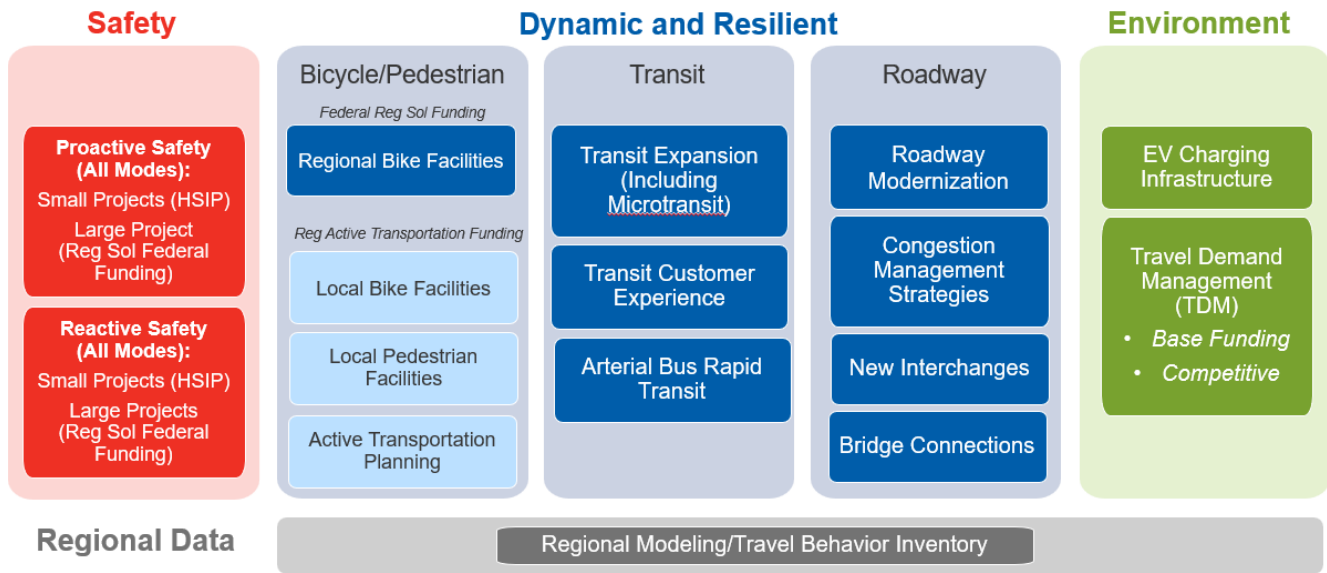 Safety
Proactive Safety
(All Modes):
Small Projects (HSIP)
Large Project
(Reg Sol Federal
Funding)
Reactive Safety
(All Modes):
Small Projects (HSIP)
Large Projects
(Reg Sol Federal
Funding)
Dynamic and Resilient
Bicycle/Pedestrian
Federal Reg Sol Funding
Regional Bike Facilities
Reg Active Transportation Funding
Local Bike Facilities
Local Pedestrian
Facilities
Active Transportation
Planning
Transit
Transit Expansion
(Including
Microtransit)
Transit Customer
Experience
Arterial Bus Rapid
Transit
Roadway
Roadway
Modernization
Congestion
Management
Strategies
New Interchanges
Bridge Connections
Environment
EV Charging
Infrastructure
Travel Demand
Management
(TDM)
• Base Funding
• Competitive
Regional Data
Regional Modeling/Travel Behavior Inventory